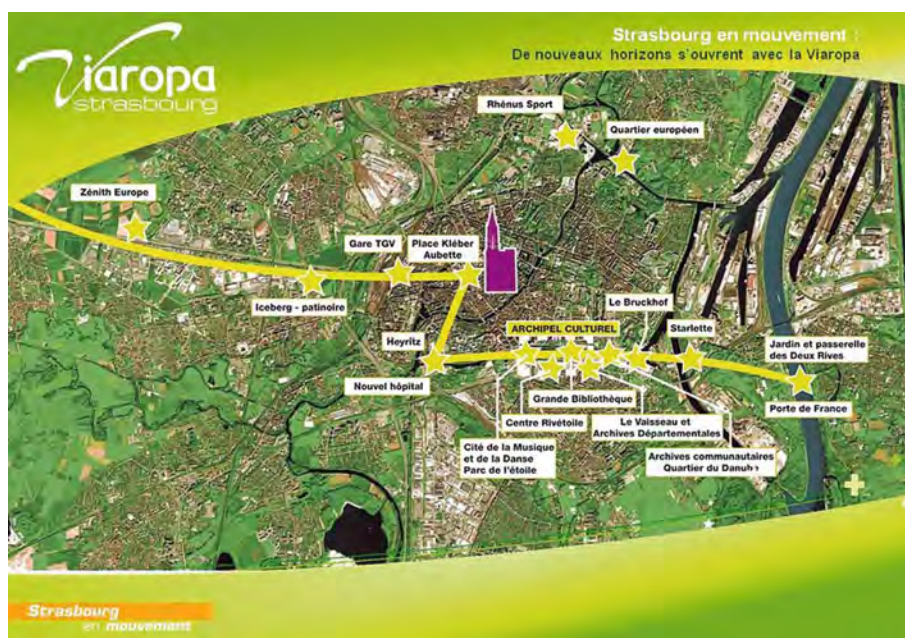 Viaropa
strasbourg
Strasbourg en mouvement :
De nouveaux horizons s'ouvrent avec la Viaropa
Rhénus Sport
Quartier européen
Zénith Europe
Gare TGV
Place Kléber
Aubette
Iceberg - patinoire
Le Bruckhof
Heyritz
ARCHIPEL CULTUREL
Starlette
Jardin et passerelle
des Deux Rives
Nouvel hôpital
Grande Bibliothèque
Porte de France
Centre Rivétoile
Le Vaisseau et
Archives Départementales
Cité de la Musique
et de la Danse
Parc de l'étoile
Archives communautaires
Quartier du Danube
Strasbourg
en mouvement